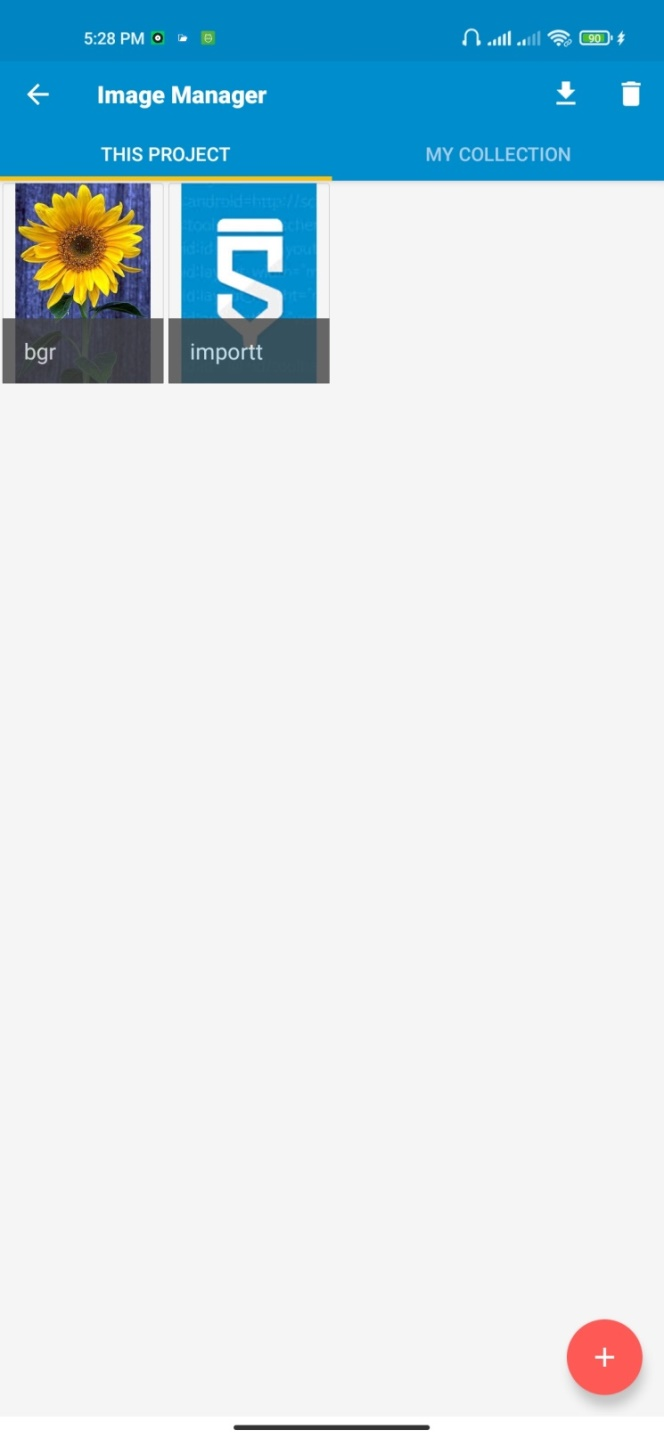 5:28 PM
90
Image Manager
THIS PROJECT
MY COLLECTION
bgr
importt